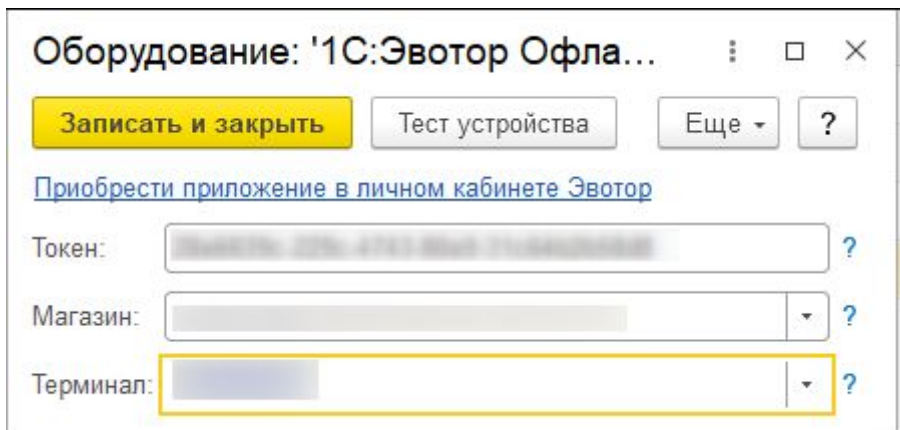 Оборудование: '1С:Эвотор Офла...
Записать и закрыть Тест устройства Еще ?
Приобрести приложение в личном кабинете Эвотор
Токен: ?
Магазин: ?
Терминал: ?